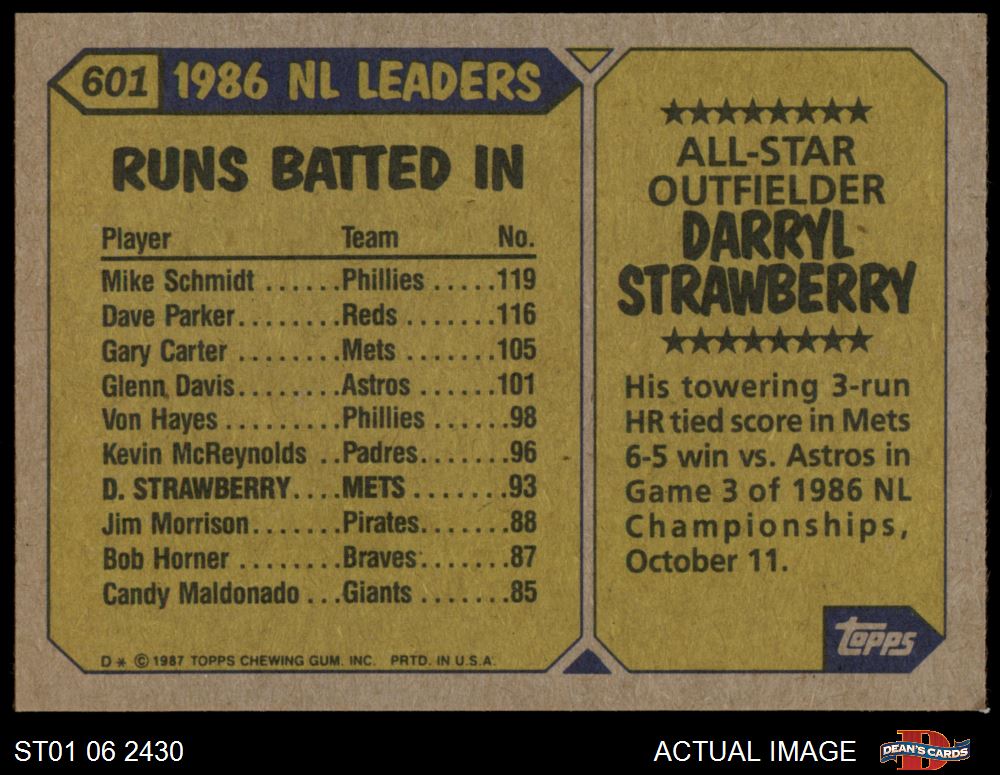 601 1986 NL LEADERS
RUNS BATTED IN
Player Team No.
Mike Schmidt ......Phillies .....119
Dave Parker........Reds ........116
Gary Carter ........Mets .......105
Glenn Davis........Astros ......101
Von Hayes .........Phillies ......98
Kevin McReynolds ..Padres.......96
D. STRAWBERRY....METS .......93
Jim Morrison.......Pirates.......88
Bob Horner ........Braves.......87
Candy Maldonado ...Giants .......85
D * © 1987 TOPPS CHEWING GUM. INC. PRTD. IN U.S.A.
ALL-STAR
OUTFIELDER
DARRYL
STRAWBERRY
His towering 3-run
HR tied score in Mets
6-5 win vs. Astros in
Game 3 of 1986 NL
Championships,
October 11.
topps
ST01 06 2430
ACTUAL IMAGE
DEAN'S CARDS